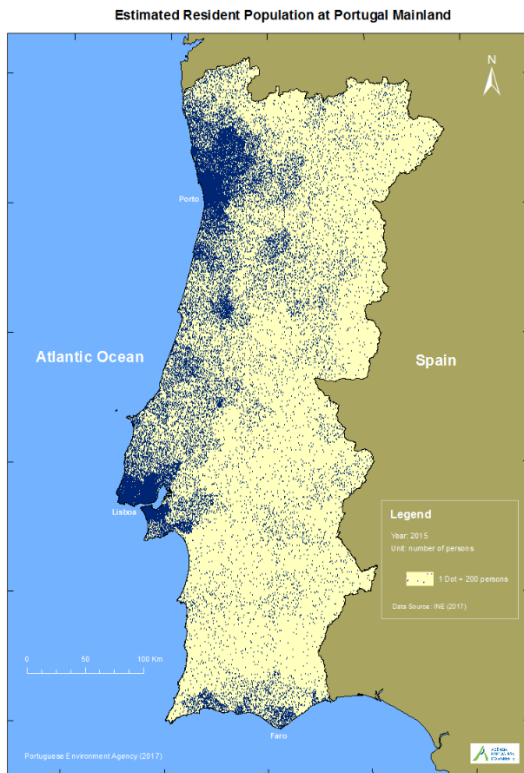 Estimated Resident Population at Portugal Mainland
N
Porto
Atlantic Ocean
Spain
Lisboa
Legend
Year: 2015
Unit: number of persons
1 Dot = 200 persons
Data Source: INE (2017)
0 50 100 Km
Faro
Portuguese Environment Agency (2017)